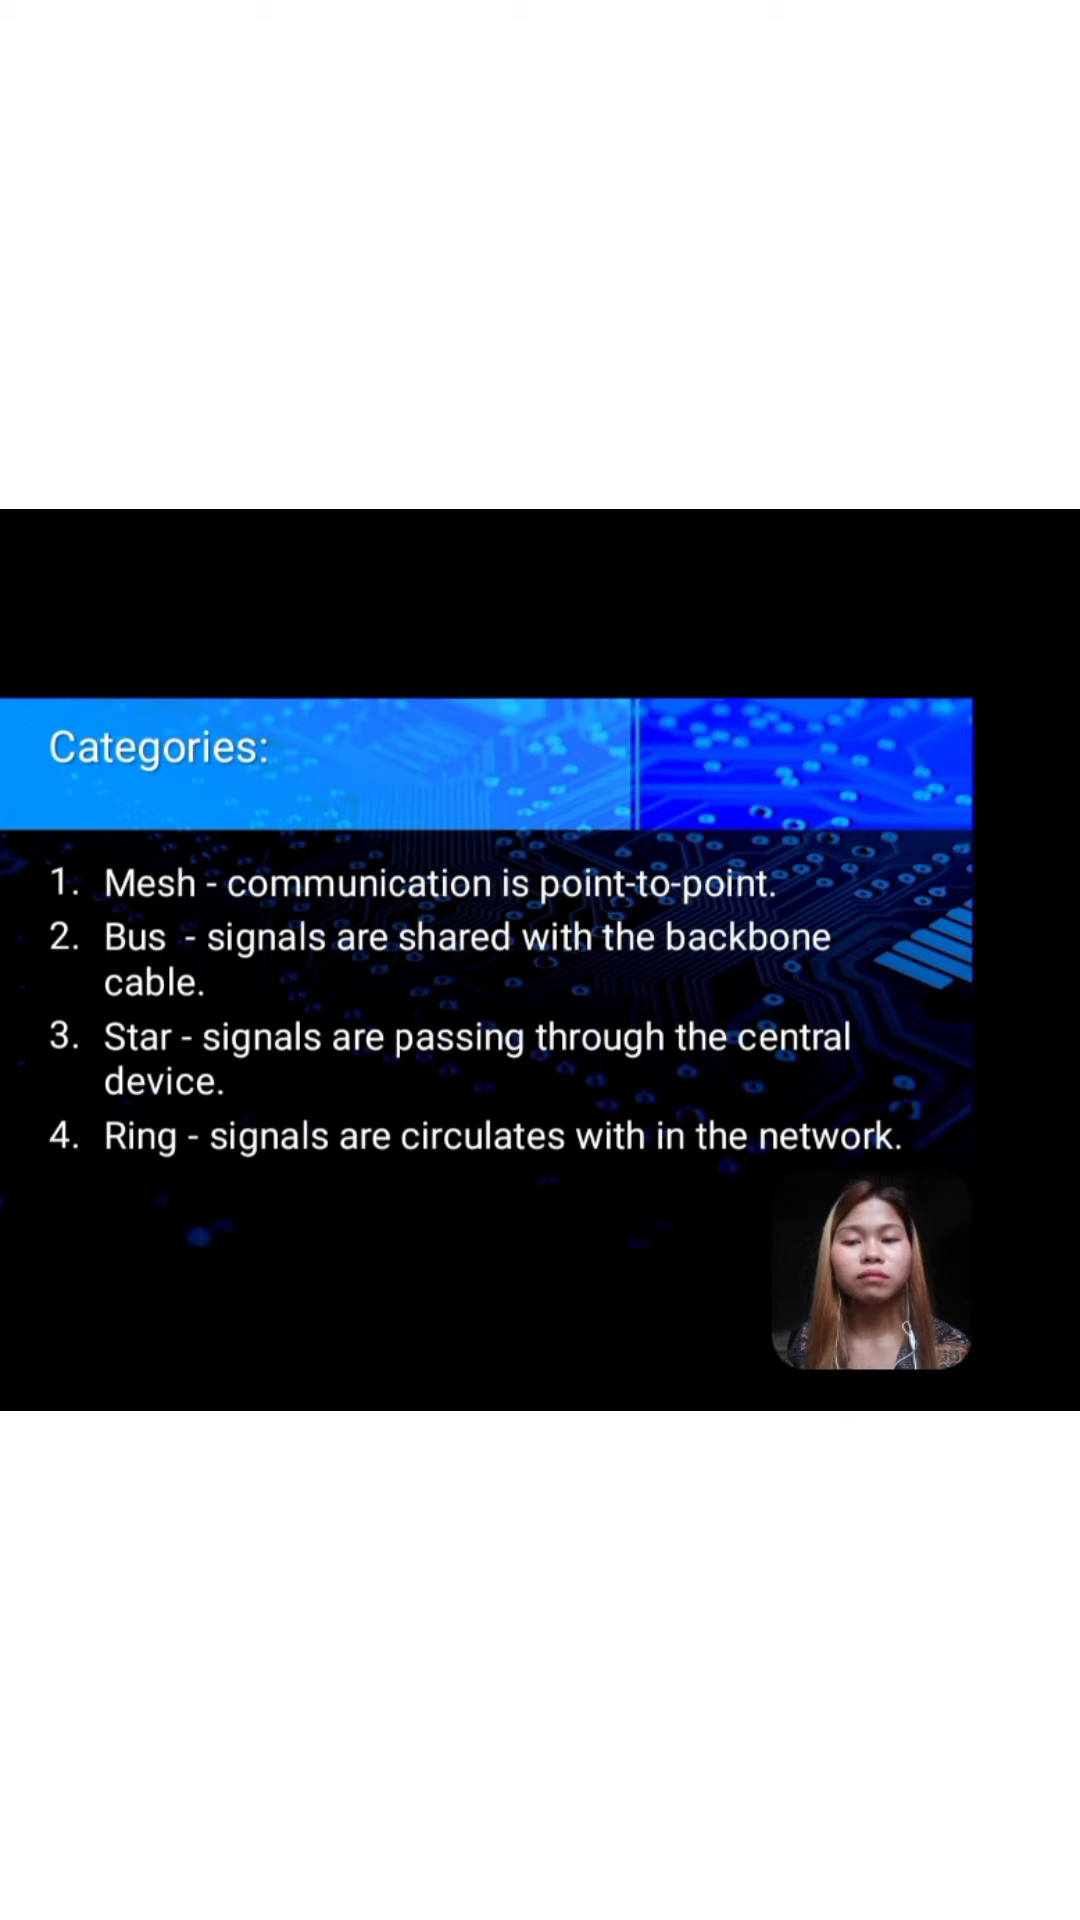 Categories:
1. Mesh - communication is point-to-point.
2. Bus  - signals are shared with the backbone
cable.
3. Star - signals are passing through the central
device.
4. Ring - signals are circulates with in the network.